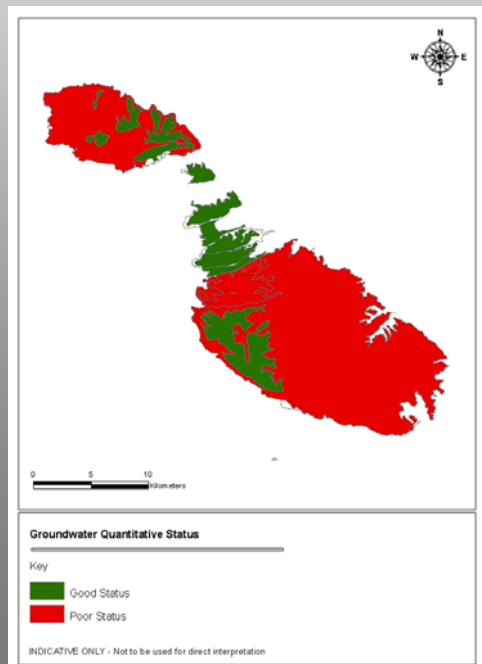 N
W E
S
0 5 10
Kilometers
Groundwater Quantitative Status
Key
Good Status
Poor Status
INDICATIVE ONLY - Not to be used for direct interpretation